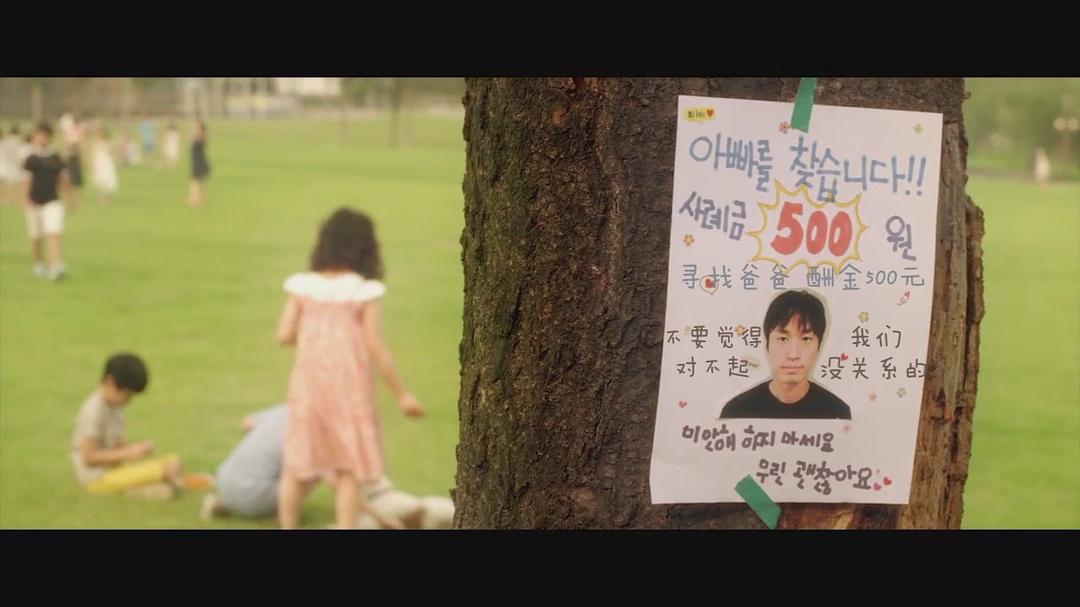 My love
아빠를 찾습니다!!
사례금 500 원
寻找爸爸 酬金500元
不要觉得 我们
对不起 没关系的
미안해 하지 마세요
우린 괜찮아요